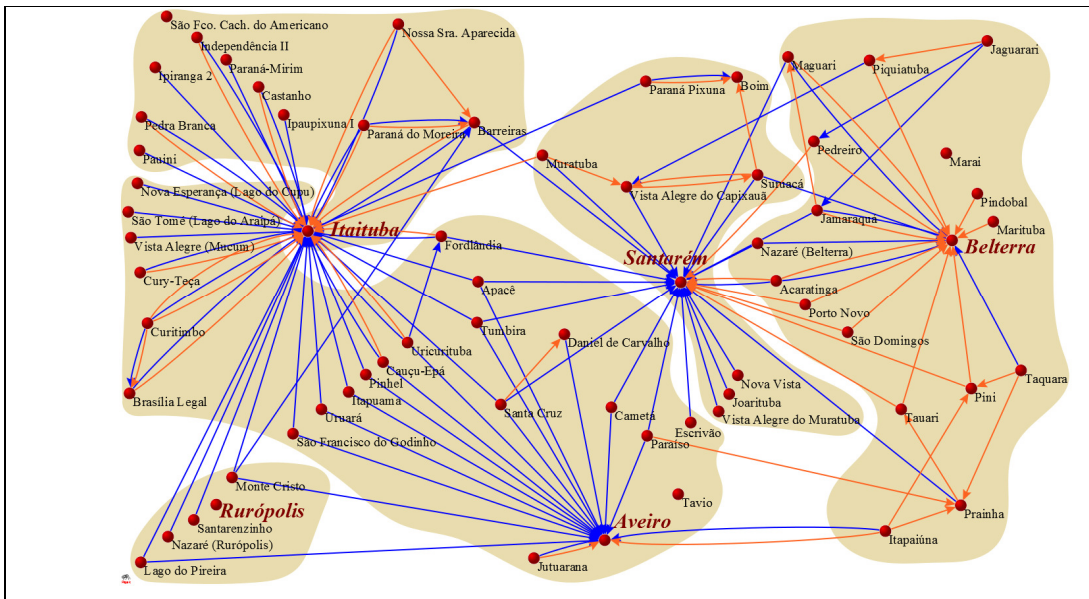 São Fco. Cach. do Americano
Independência II
Nossa Sra. Aparecida
Paraná-Mirim
Ipiranga 2
Castanho
Ipaupixuna I
Pedra Branca
Paraná do Moreira
Barreiras
Pauini
Nova Esperança (Lago do Cupu)
São Tomé (Lago do Araipá)
Itaituba
Vista Alegre (Mucum)
Fordlândia
Cury-Teça
Apacê
Curitimbo
Tumbira
Uricurituba
Cauçu-Epá
Pinhel
Itapuama
Brasília Legal
Uruará
São Francisco do Godinho
Monte Cristo
Rurópolis
Santarenzinho
Nazaré (Rurópolis)
Lago do Pireira
Daniel de Carvalho
Santa Cruz
Cametá
Escrivão
Paraíso
Tavio
Aveiro
Jutuarana
Paraná Pixuna
Boim
Muratuba
Vista Alegre do Capixauã
Suruacá
Santarém
Nova Vista
Joarituba
Vista Alegre do Muratuba
Maguari
Piquiatuba
Jaguarari
Pedreiro
Marai
Pindobal
Jamaraquá
Marituba
Nazaré (Belterra)
Belterra
Acaratinga
Porto Novo
São Domingos
Taquara
Pini
Tauari
Prainha
Itapaiúna